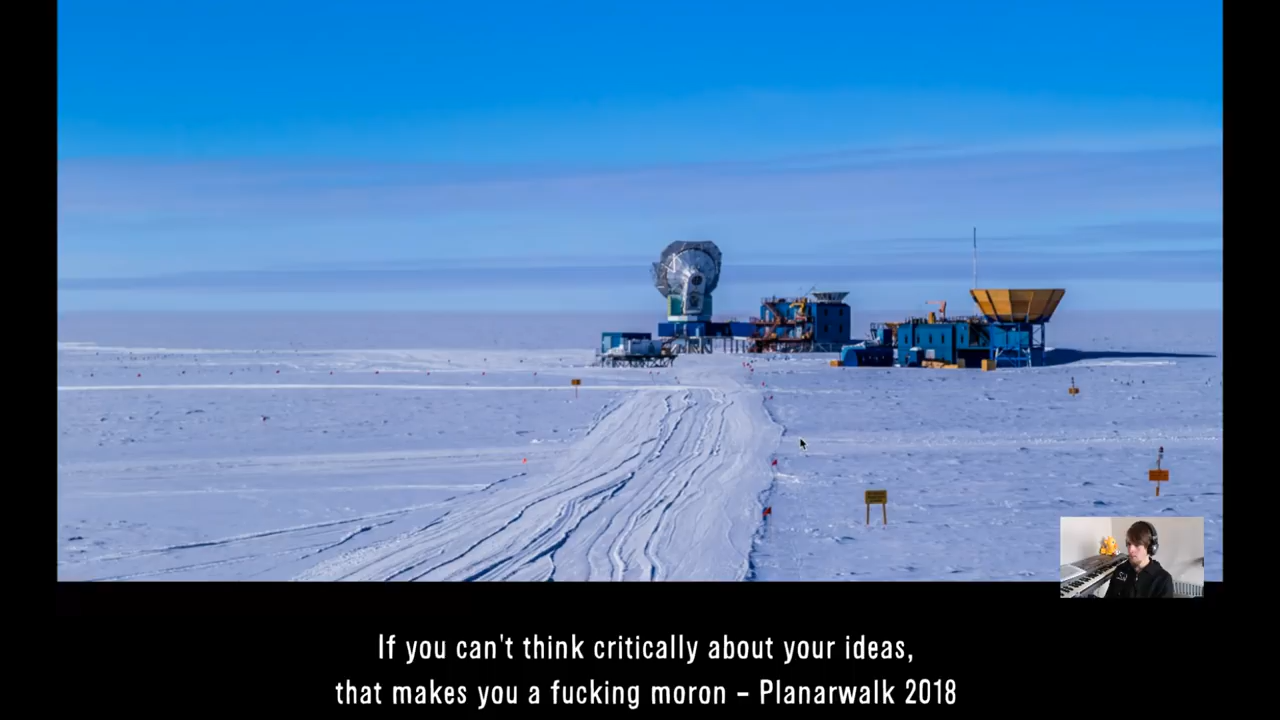 If you can't think critically about your ideas,
that makes you a fucking moron – Planarwalk 2018